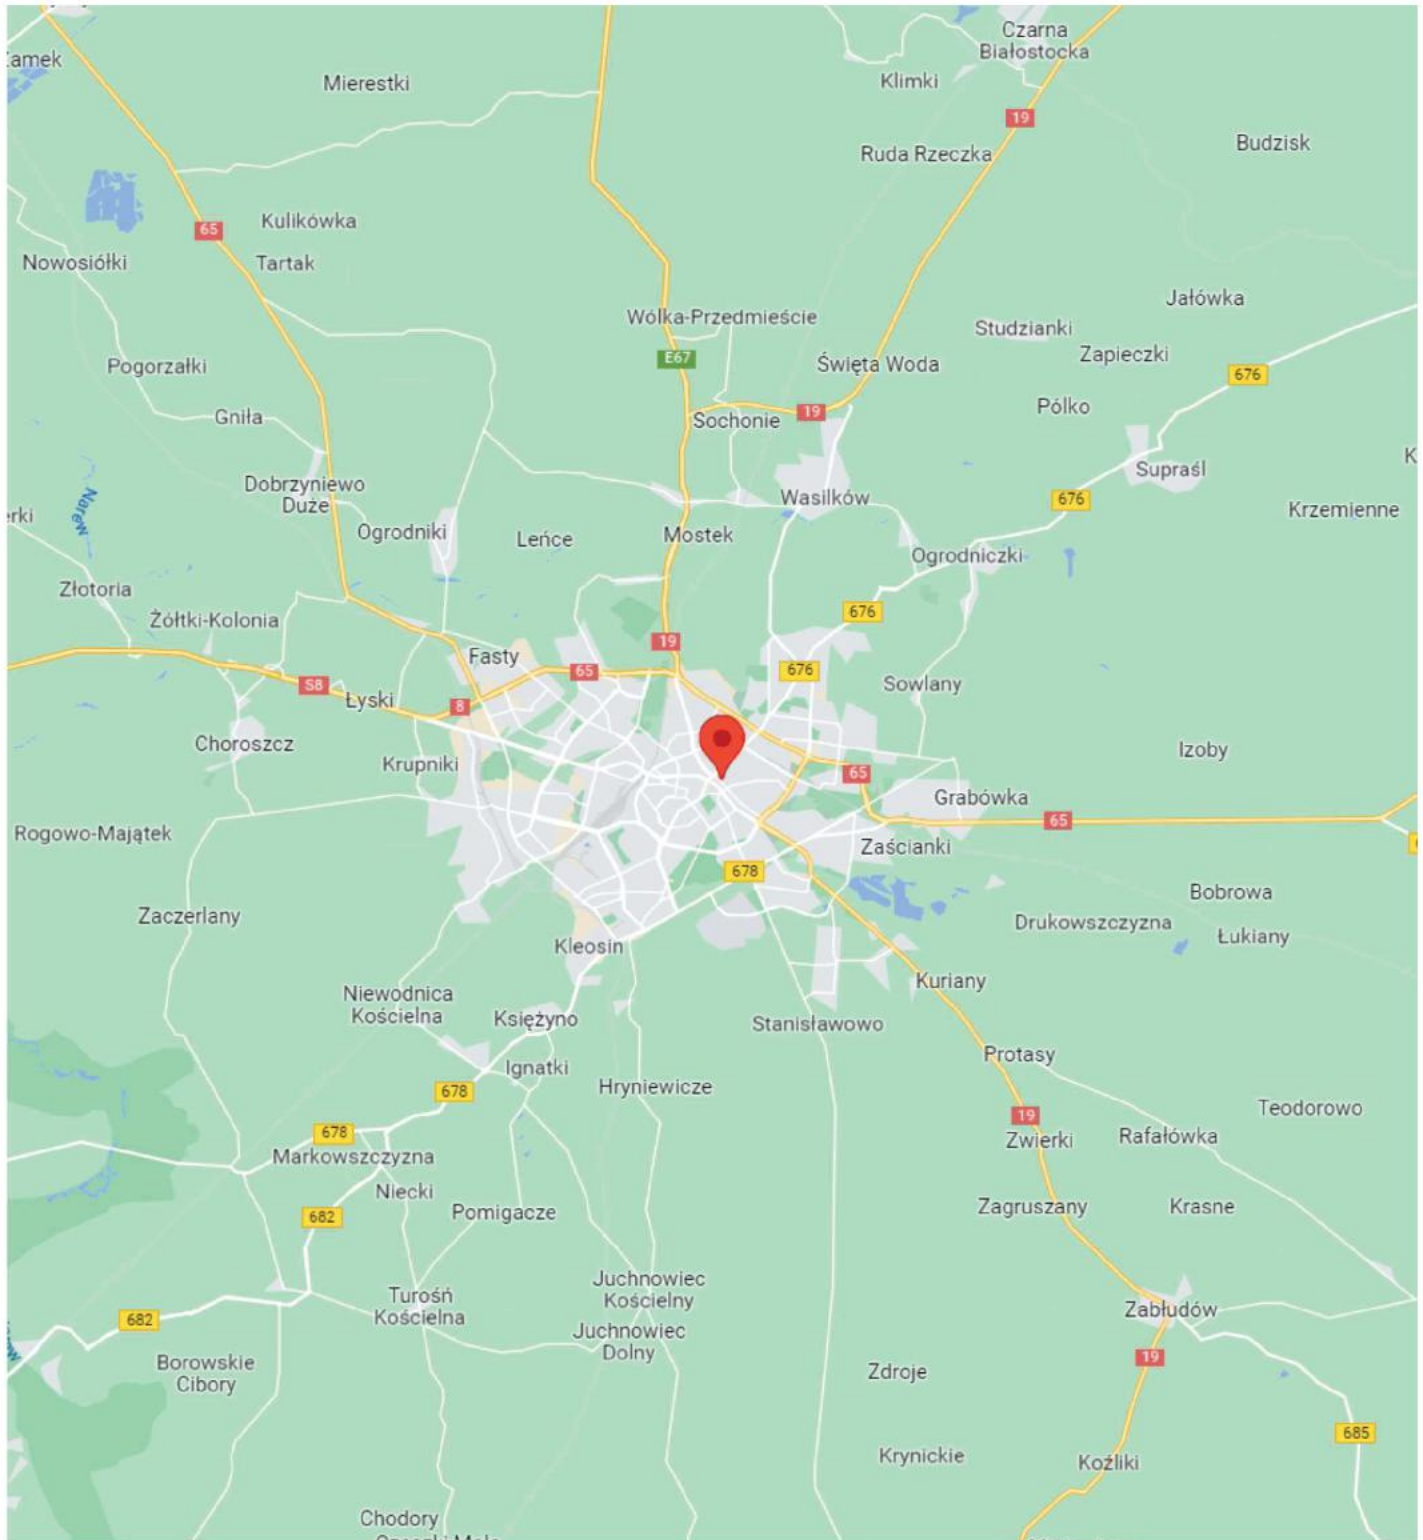 Czarna
Białostocka
Zamek
Mierestki
Klimki
19
Budzisk
Ruda Rzeczka
65
Kulikówka
Nowosiółki
Tartak
Jałówka
Wólka-Przedmieście
Studzianki
Zapieczki
E67
Święta Woda
Pogorzałki
676
Pólko
19
Gniła
Sochonie
Supraśl
Dobrzyniewo
Duże
Wasilków
676
Narew
Krzemienne
Ogrodniki
Leńce
Mostek
Ogrodniczki
Złotoria
676
Żółtki-Kolonia
19
Fasty
65
676
S8
Łyski
8
Sowlany
Choroszcz
Izoby
Krupniki
65
Grabówka
65
Rogowo-Majątek
Zaścianki
678
Bobrowa
Zaczerlany
Drukowszczyzna
Łukiany
Kleosin
Kuriany
Niewodnica
Kościelna
Księżyno
Stanisławowo
Protasy
Ignatki
Hryniewicze
678
Teodorowo
19
678
Zwierki
Rafałówka
Markowszczyzna
Niecki
Pomigacze
682
Zagruszany
Krasne
Juchnowiec
Kościelny
Turośń
Kościelna
Zabłudów
682
Juchnowiec
Dolny
Borowskie
Cibory
19
Zdroje
685
Krynickie
Koźliki
Chodory